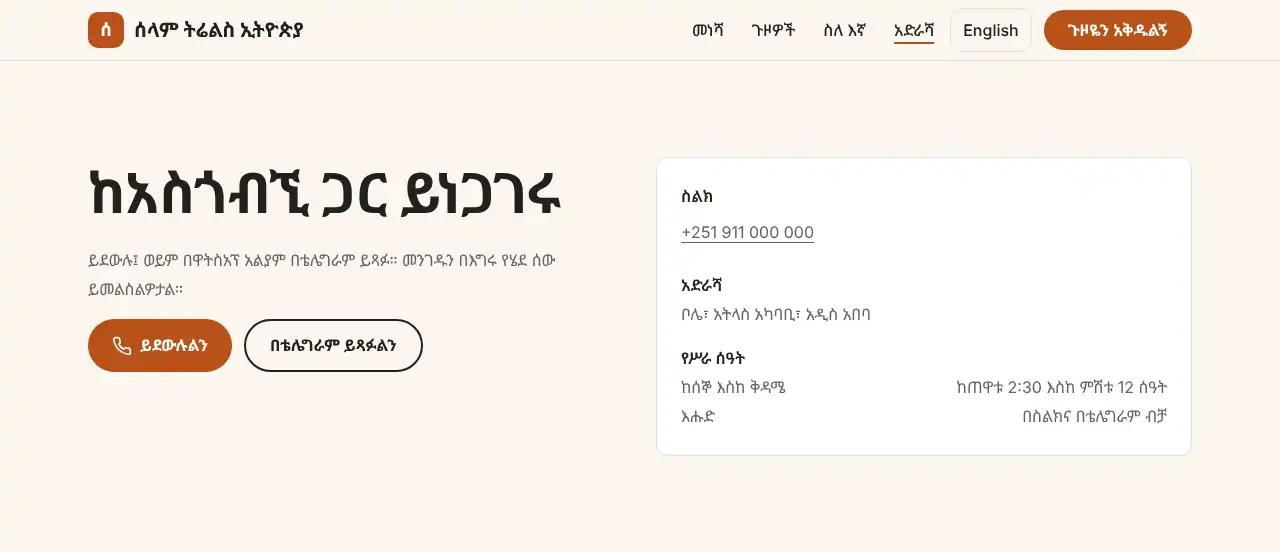 ሰ
ሰላም ትሬልስ ኢትዮጵያ
መነሻ
ጉዞዎች
ስለ እኛ
አድራሻ
English
ጉዞዬን አቅዱልኝ
ከአስጎብኚ ጋር ይነጋገሩ
ይደውሉ፤ ወይም በዋትስአፕ አልያም በቴሌግራም ይጻፉ። መንገዱን በእግሩ የሄደ ሰው
ይመልስልዎታል።
ይደውሉልን
በቴሌግራም ይጻፉልን
ስልክ
+251 911 000 000
አድራሻ
ቦሌ፣ አትላስ አካባቢ፣ አዲስ አበባ
የሥራ ሰዓት
ከሰኞ እስከ ቅዳሜ
ከጠዋቱ 2:30 እስከ ምሽቱ 12 ሰዓት
እሑድ
በስልክና በቴሌግራም ብቻ